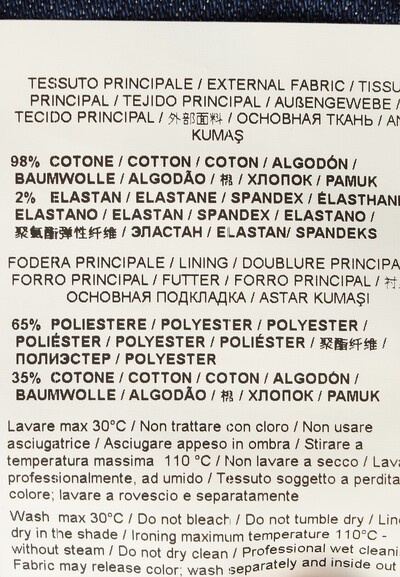 TESSUTO PRINCIPALE / EXTERNAL FABRIC / TISSU
PRINCIPAL / TEJIDO PRINCIPAL / AUßENGEWEBE /
TECIDO PRINCIPAL / 外部面料 / ОСНОВНАЯ ТКАНЬ / AN
KUMAŞ
98% COTONE / COTTON / COTON / ALGODÓN /
BAUMWOLLE / ALGODÃO / 棉 / ХЛОПОК / PAMUK
2% ELASTAN / ELASTANE / SPANDEX / ÉLASTHANE
ELASTANO / ELASTAN / SPANDEX / ELASTANO /
聚氨酯弹性纤维 / ЭЛАСТАН / ELASTAN/ SPANDEKS
FODERA PRINCIPALE / LINING / DOUBLURE PRINCIPA
FORRO PRINCIPAL / FUTTER / FORRO PRINCIPAL /
ОСНОВНАЯ ПОДКЛАДКА / ASTAR KUMAŞI
65% POLIESTERE / POLYESTER / POLYESTER /
POLIÉSTER / POLYESTER / POLIÉSTER / 聚酯纤维 /
ПОЛИЭСТЕР / POLYESTER
35% COTONE / COTTON / COTON / ALGODÓN /
BAUMWOLLE / ALGODÃO / 棉 / ХЛОПОК / PAMUK
Lavare max 30°C / Non trattare con cloro / Non usare
asciugatrice / Asciugare appeso in ombra / Stirare a
temperatura massima 110 °C / Non lavare a secco / Lava
professionalmente, ad umido / Tessuto soggetto a perdita
colore; lavare a rovescio e separatamente
Wash max 30°C / Do not bleach / Do not tumble dry / Line
dry in the shade / Ironing maximum temperature 110°C -
without steam / Do not dry clean / Professional wet cleani
Fabric may release color; wash separately and inside out